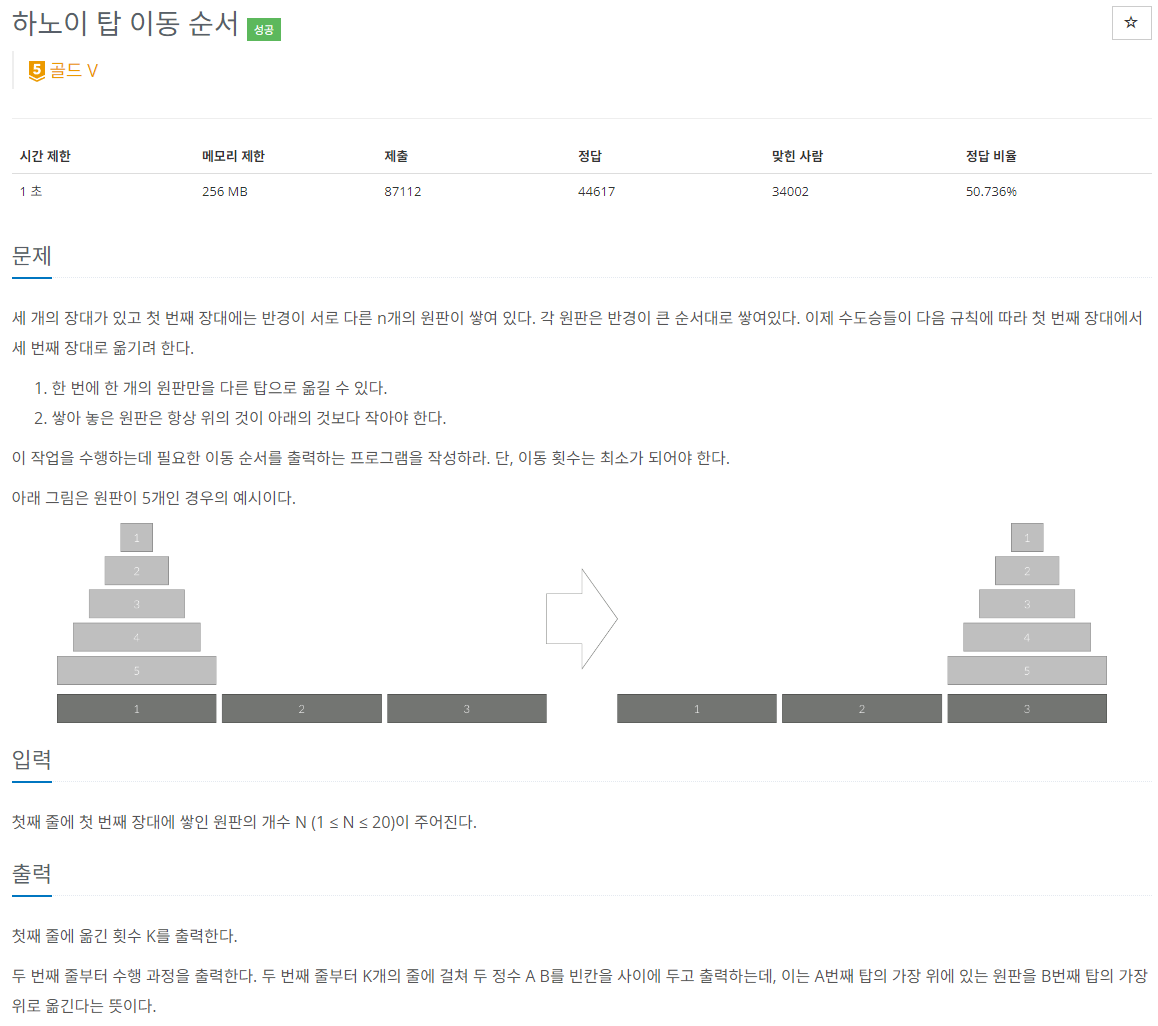 하노이 탑 이동 순서 성공
☆
5 골드 V
시간 제한 메모리 제한 제출 정답 맞힌 사람 정답 비율
1 초 256 MB 87112 44617 34002 50.736%
문제
세 개의 장대가 있고 첫 번째 장대에는 반경이 서로 다른 n개의 원판이 쌓여 있다. 각 원판은 반경이 큰 순서대로 쌓여있다. 이제 수도승들이 다음 규칙에 따라 첫 번째 장대에서
세 번째 장대로 옮기려 한다.
1. 한 번에 한 개의 원판만을 다른 탑으로 옮길 수 있다.
2. 쌓아 놓은 원판은 항상 위의 것이 아래의 것보다 작아야 한다.
이 작업을 수행하는데 필요한 이동 순서를 출력하는 프로그램을 작성하라. 단, 이동 횟수는 최소가 되어야 한다.
아래 그림은 원판이 5개인 경우의 예시이다.
1 1
2 2
3 3
4 4
5 5
1 2 3 1 2 3
입력
첫째 줄에 첫 번째 장대에 쌓인 원판의 개수 N (1 ≤ N ≤ 20)이 주어진다.
출력
첫째 줄에 옮긴 횟수 K를 출력한다.
두 번째 줄부터 수행 과정을 출력한다. 두 번째 줄부터 K개의 줄에 걸쳐 두 정수 A B를 빈칸을 사이에 두고 출력하는데, 이는 A번째 탑의 가장 위에 있는 원판을 B번째 탑의 가장
위로 옮긴다는 뜻이다.